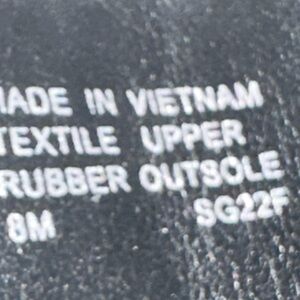 MADE IN VIETNAM
TEXTILE UPPER
RUBBER OUTSOLE
8M SG22F